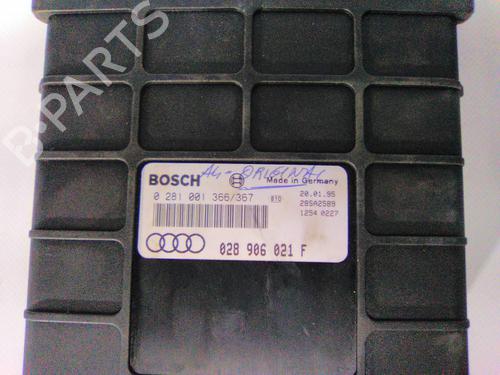 B-PARTS
A4-ORIGINAL
BOSCH Made in Germany
0 281 001 366/367 20.01.95
28SA2589
1254 0227
028 906 021 F